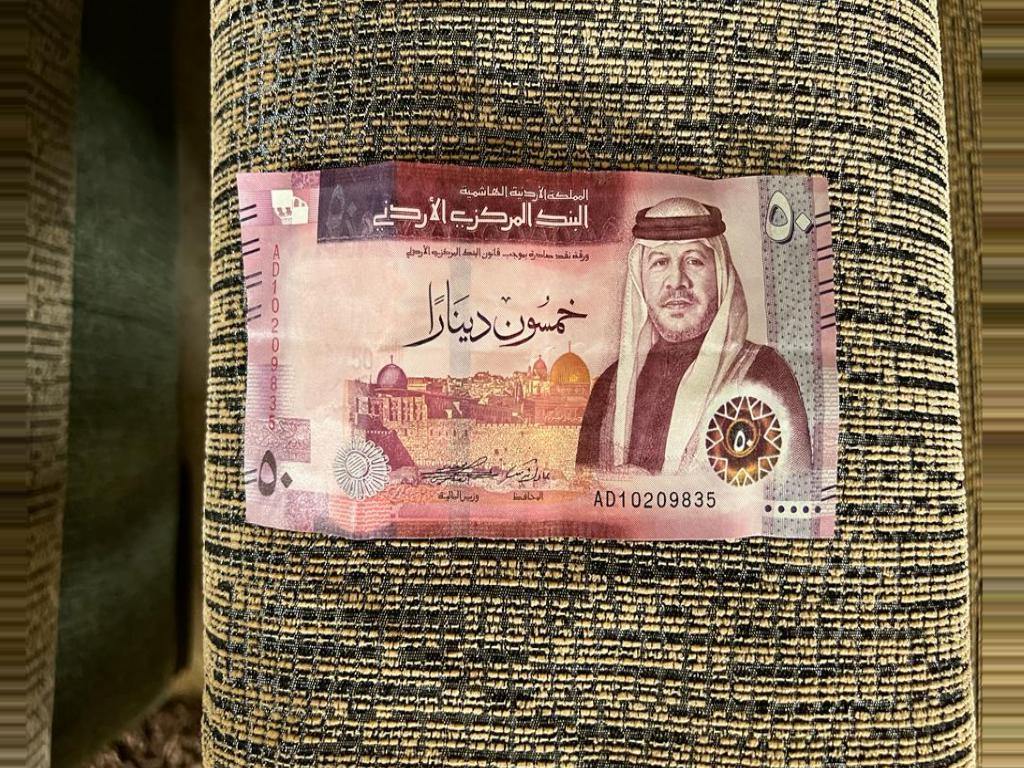 المملكة الأردنية الهاشمية
البنك المركزي الأردني
٥٠
٥٠
ورقة نقد صادرة بموجب قانون البنك المركزي الأردني
خمسون دينارًا
AD10209835
٥٠
٥٠
المحافظ
وزير المالية
AD10209835